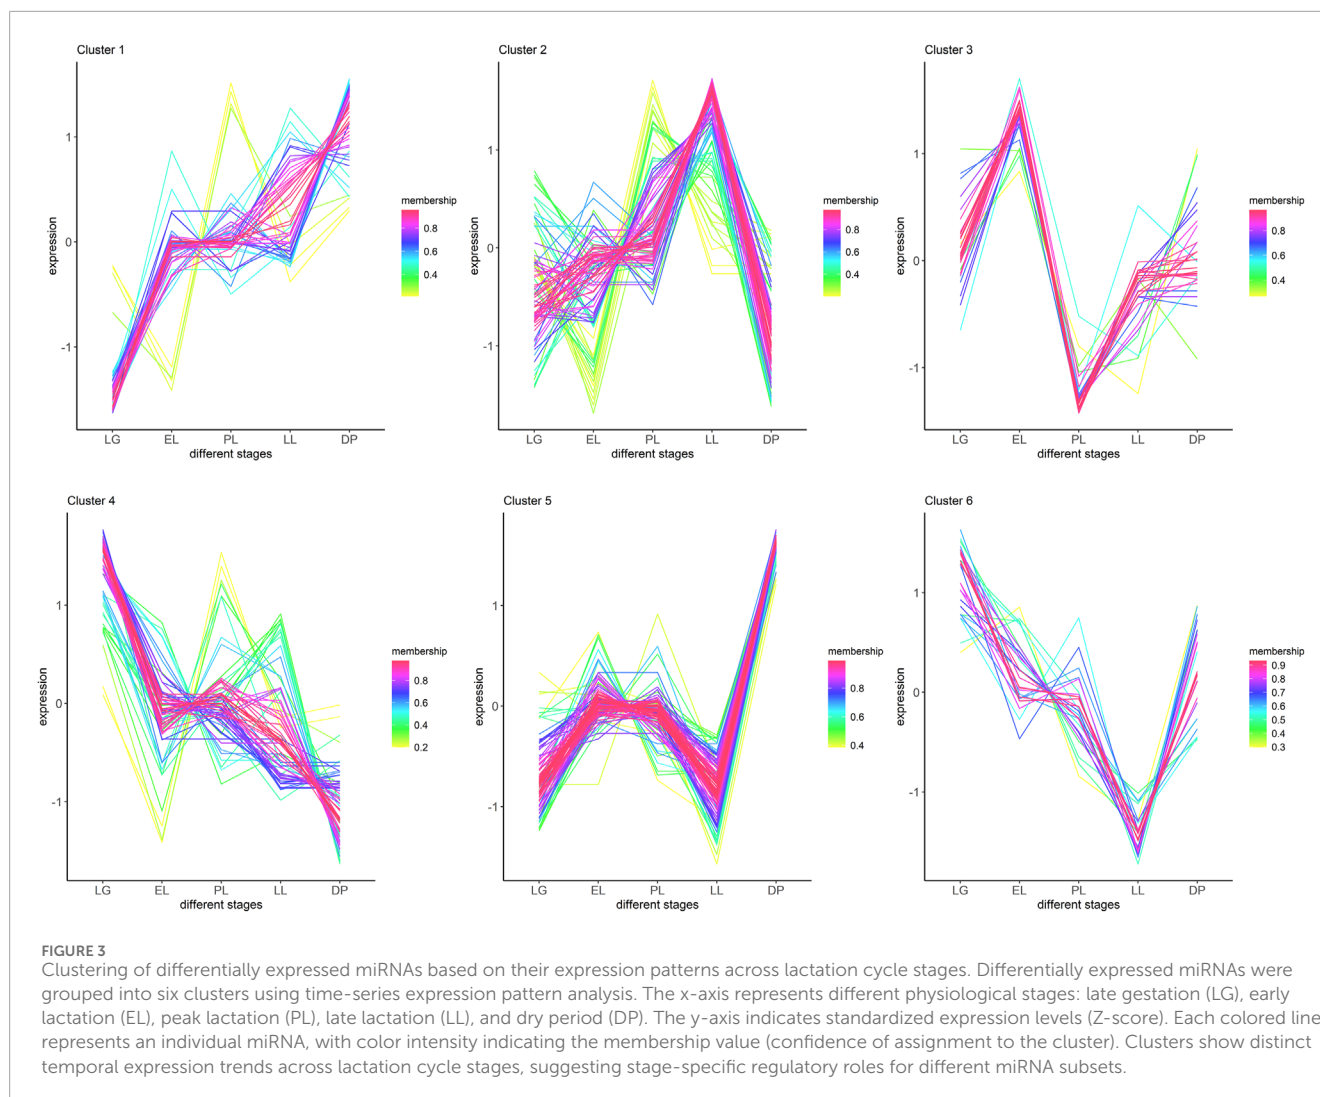 Cluster 1
expression
1
0
-1
LG EL PL LL DP
different stages
membership
0.8
0.6
0.4
Cluster 2
expression
1
0
-1
LG EL PL LL DP
different stages
membership
0.8
0.6
0.4
Cluster 3
expression
1
0
-1
LG EL PL LL DP
different stages
membership
0.8
0.6
0.4
Cluster 4
expression
1
0
-1
LG EL PL LL DP
different stages
membership
0.8
0.6
0.4
0.2
Cluster 5
expression
1
0
-1
LG EL PL LL DP
different stages
membership
0.8
0.6
0.4
Cluster 6
expression
1
0
-1
LG EL PL LL DP
different stages
membership
0.9
0.8
0.7
0.6
0.5
0.4
0.3
FIGURE 3
Clustering of differentially expressed miRNAs based on their expression patterns across lactation cycle stages. Differentially expressed miRNAs were
grouped into six clusters using time-series expression pattern analysis. The x-axis represents different physiological stages: late gestation (LG), early
lactation (EL), peak lactation (PL), late lactation (LL), and dry period (DP). The y-axis indicates standardized expression levels (Z-score). Each colored line
represents an individual miRNA, with color intensity indicating the membership value (confidence of assignment to the cluster). Clusters show distinct
temporal expression trends across lactation cycle stages, suggesting stage-specific regulatory roles for different miRNA subsets.